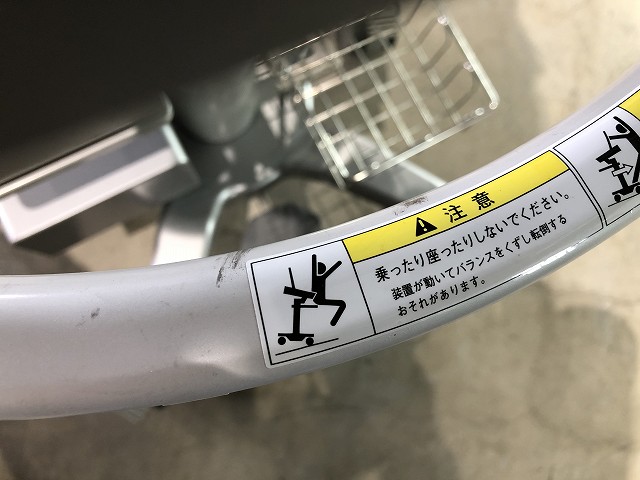 注意
乗ったり座ったりしないでください。
装置が動いてバランスをくずし転倒する
おそれがあります。